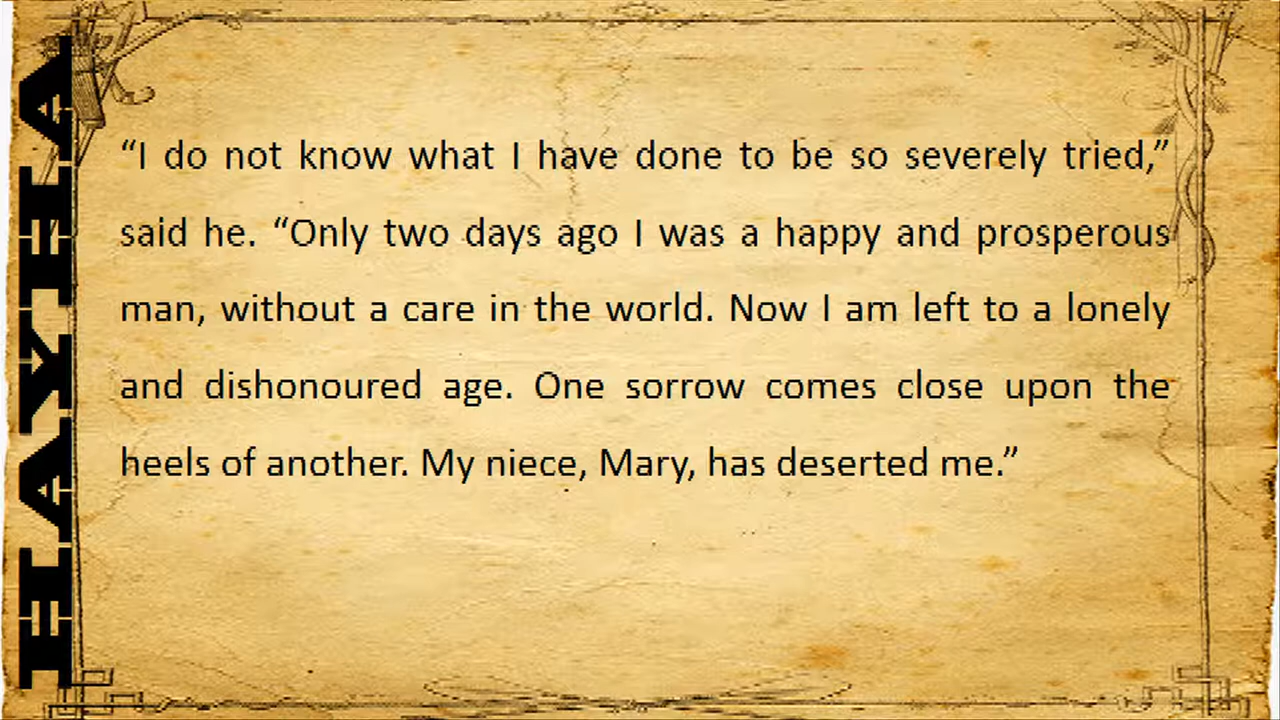 HAYHA
“I do not know what I have done to be so severely tried,”
said he. “Only two days ago I was a happy and prosperous
man, without a care in the world. Now I am left to a lonely
and dishonoured age. One sorrow comes close upon the
heels of another. My niece, Mary, has deserted me.”